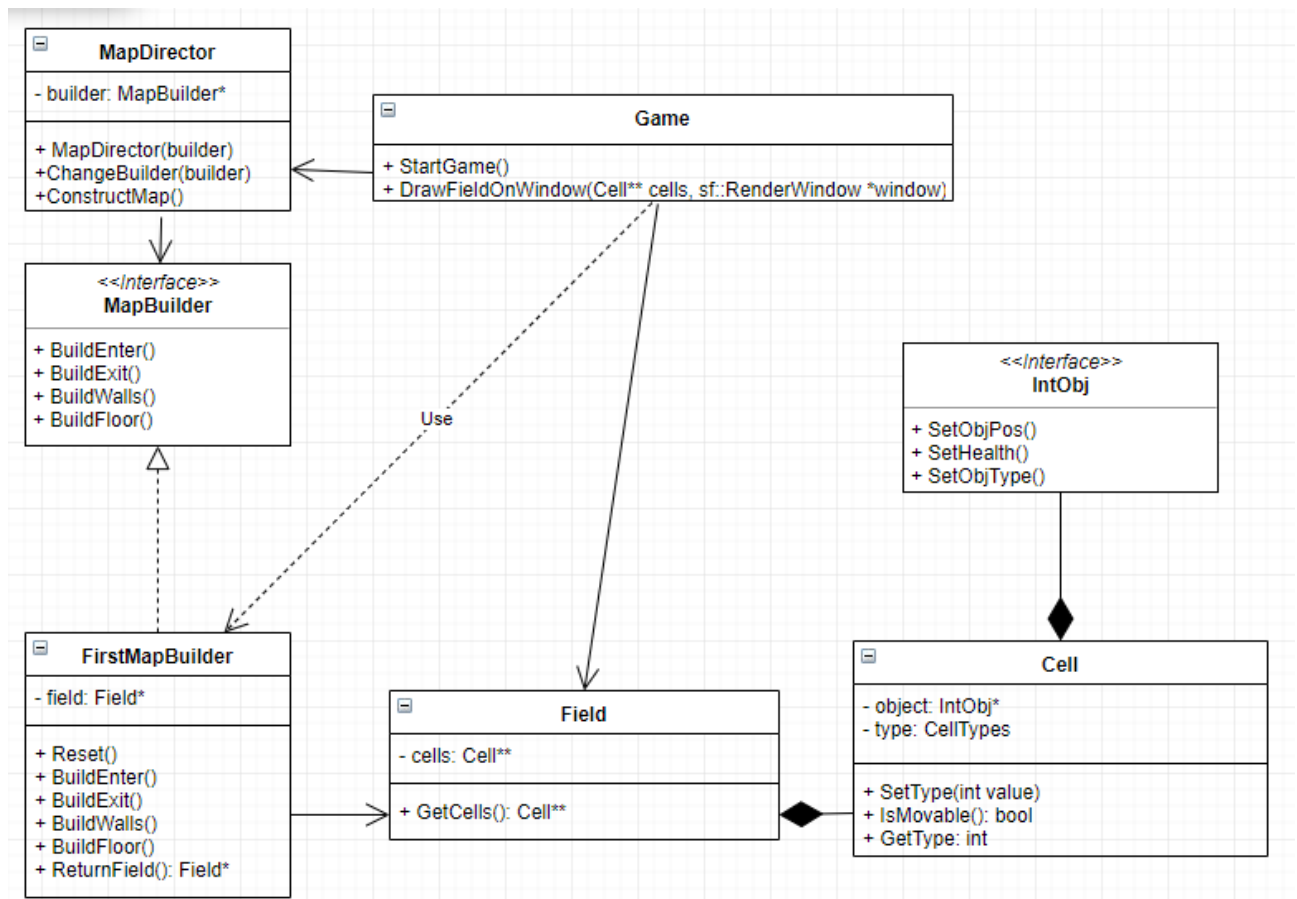 MapDirector
- builder: MapBuilder*
+ MapDirector(builder)
+ChangeBuilder(builder)
+ConstructMap()
Game
+ StartGame()
+ DrawFieldOnWindow(Cell** cells, sf::RenderWindow *window)
<<Interface>>
MapBuilder
+ BuildEnter()
+ BuildExit()
+ BuildWalls()
+ BuildFloor()
Use
<<Interface>>
IntObj
+ SetObjPos()
+ SetHealth()
+ SetObjType()
FirstMapBuilder
- field: Field*
+ Reset()
+ BuildEnter()
+ BuildExit()
+ BuildWalls()
+ BuildFloor()
+ ReturnField(): Field*
Field
- cells: Cell**
+ GetCells(): Cell**
Cell
- object: IntObj*
- type: CellTypes
+ SetType(int value)
+ IsMovable(): bool
+ GetType: int